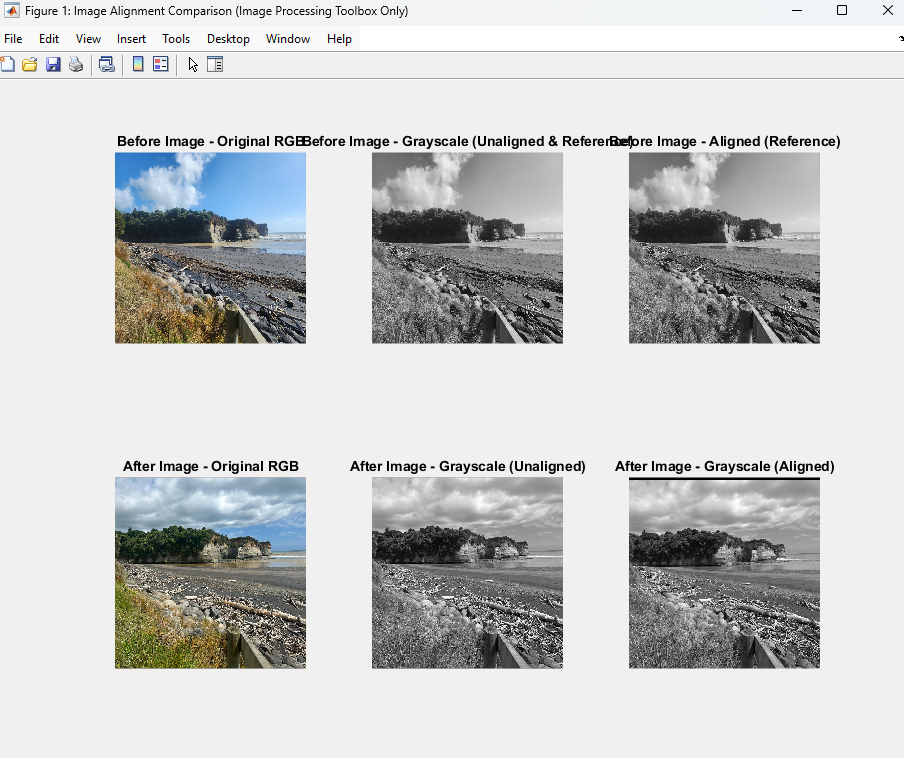 Figure 1: Image Alignment Comparison (Image Processing Toolbox Only)
File Edit View Insert Tools Desktop Window Help
Before Image - Original RGB
Before Image - Grayscale (Unaligned & Reference)
Before Image - Aligned (Reference)
After Image - Original RGB
After Image - Grayscale (Unaligned)
After Image - Grayscale (Aligned)